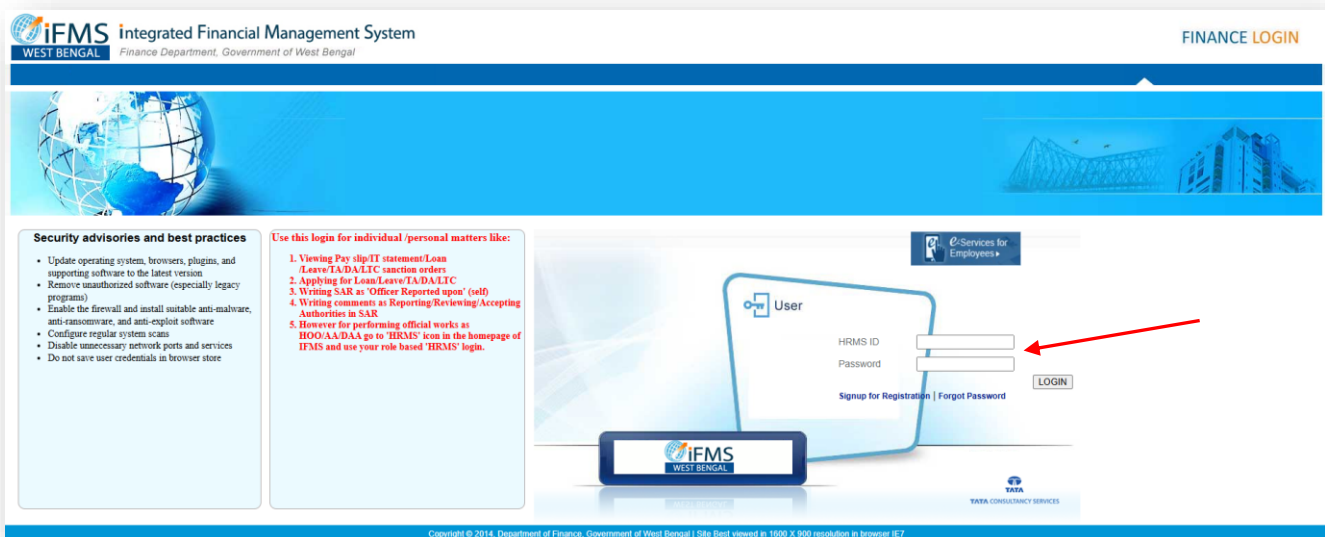 iFMS
WEST BENGAL
Integrated Financial Management System
Finance Department, Government of West Bengal
FINANCE LOGIN
Security advisories and best practices
• Update operating system, browsers, plugins, and
supporting software to the latest version
• Remove unauthorized software (especially legacy
programs)
• Enable the firewall and install suitable anti-malware,
anti-ransomware, and anti-exploit software
• Configure regular system scans
• Disable unnecessary network ports and services
• Do not save user credentials in browser store
Use this login for individual /personal matters like:
1. Viewing Pay slip/IT statement/Loan
/Leave/TA/DA/LTC sanction orders
2. Applying for Loan/Leave/TA/DA/LTC
3. Writing SAR as 'Officer Reported upon' (self)
4. Writing comments as Reporting/Reviewing/Accepting
Authorities in SAR
5. However for performing official works as
HOO/AA/DAA go to 'HRMS' icon in the homepage of
IFMS and use your role based 'HRMS' login.
e-Services for
Employees
User
HRMS ID
Password
LOGIN
Signup for Registration | Forgot Password
iFMS
WEST BENGAL
TATA
TATA CONSULTANCY SERVICES
Copyright © 2014, Department of Finance, Government of West Bengal | Site Best viewed in 1600 X 900 resolution in browser IE7